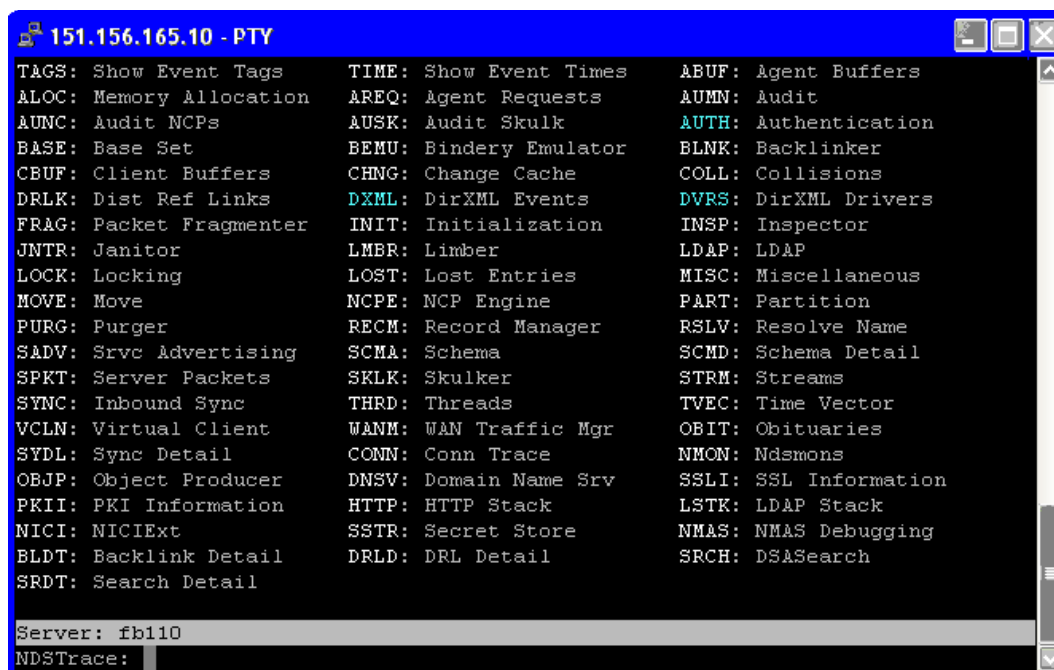 151.156.165.10 - PTY
TAGS: Show Event Tags TIME: Show Event Times ABUF: Agent Buffers
ALOC: Memory Allocation AREQ: Agent Requests AUMN: Audit
AUNC: Audit NCPs AUSK: Audit Skulk AUTH: Authentication
BASE: Base Set BEMU: Bindery Emulator BLNK: Backlinker
CBUF: Client Buffers CHNG: Change Cache COLL: Collisions
DRLK: Dist Ref Links DXML: DirXML Events DVRS: DirXML Drivers
FRAG: Packet Fragmenter INIT: Initialization INSP: Inspector
JNTR: Janitor LMBR: Limber LDAP: LDAP
LOCK: Locking LOST: Lost Entries MISC: Miscellaneous
MOVE: Move NCPE: NCP Engine PART: Partition
PURG: Purger RECM: Record Manager RSLV: Resolve Name
SADV: Srvc Advertising SCMA: Schema SCMD: Schema Detail
SPKT: Server Packets SKLK: Skulker STRM: Streams
SYNC: Inbound Sync THRD: Threads TVEC: Time Vector
VCLN: Virtual Client WANM: WAN Traffic Mgr OBIT: Obituaries
SYDL: Sync Detail CONN: Conn Trace NMON: Ndsmons
OBJP: Object Producer DNSV: Domain Name Srv SSLI: SSL Information
PKII: PKI Information HTTP: HTTP Stack LSTK: LDAP Stack
NICI: NICIExt SSTR: Secret Store NMAS: NMAS Debugging
BLDT: Backlink Detail DRLD: DRL Detail SRCH: DSASearch
SRDT: Search Detail
Server: fb110
NDSTrace: